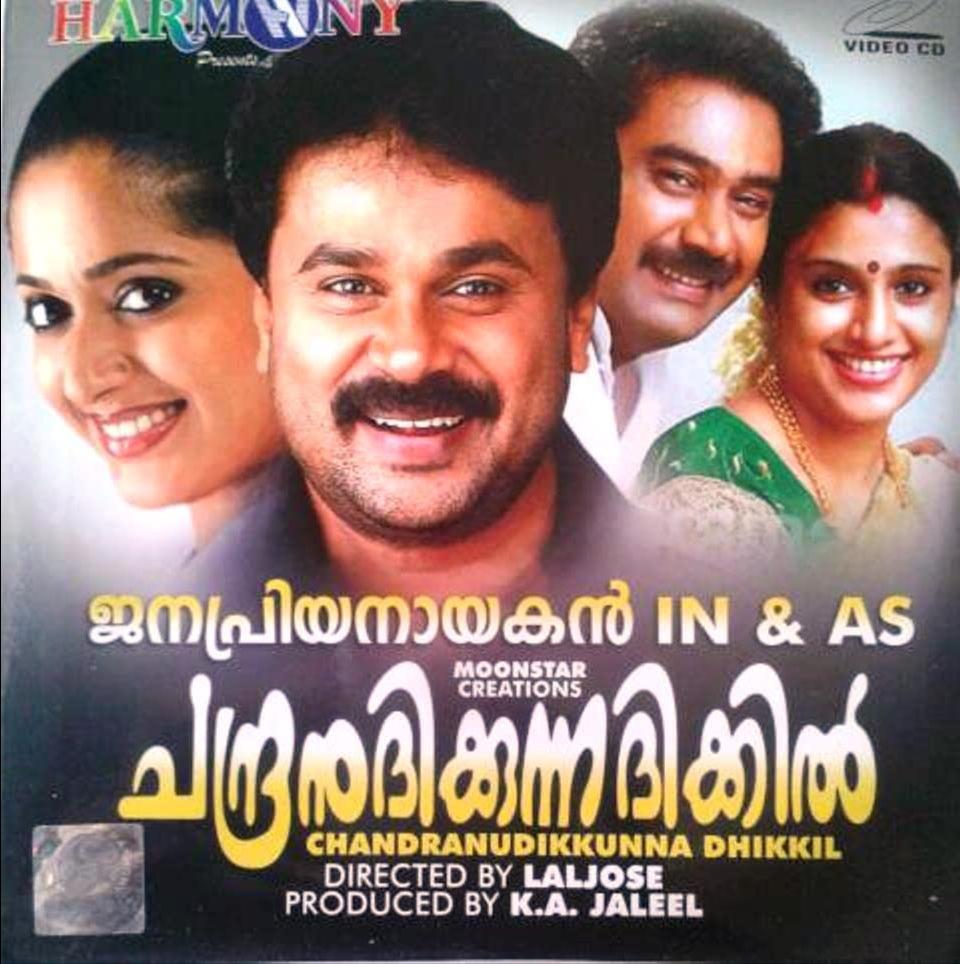 HARMONY
Presents
VIDEO CD
ജനപ്രിയനായകൻ IN & AS
MOONSTAR
CREATIONS
ചന്ദ്രനുദിക്കുന്നദിക്കിൽ
CHANDRANUDIKKUNNA DHIKKIL
DIRECTED BY LALJOSE
PRODUCED BY K.A. JALEEL